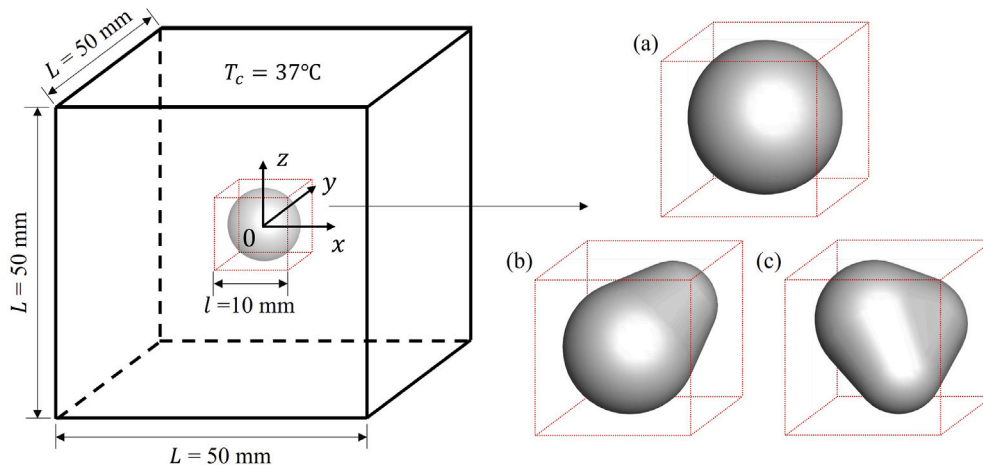 L = 50 mm
T_c = 37°C
L = 50 mm
z
y
0
x
l =10 mm
L = 50 mm
(a)
(b)
(c)